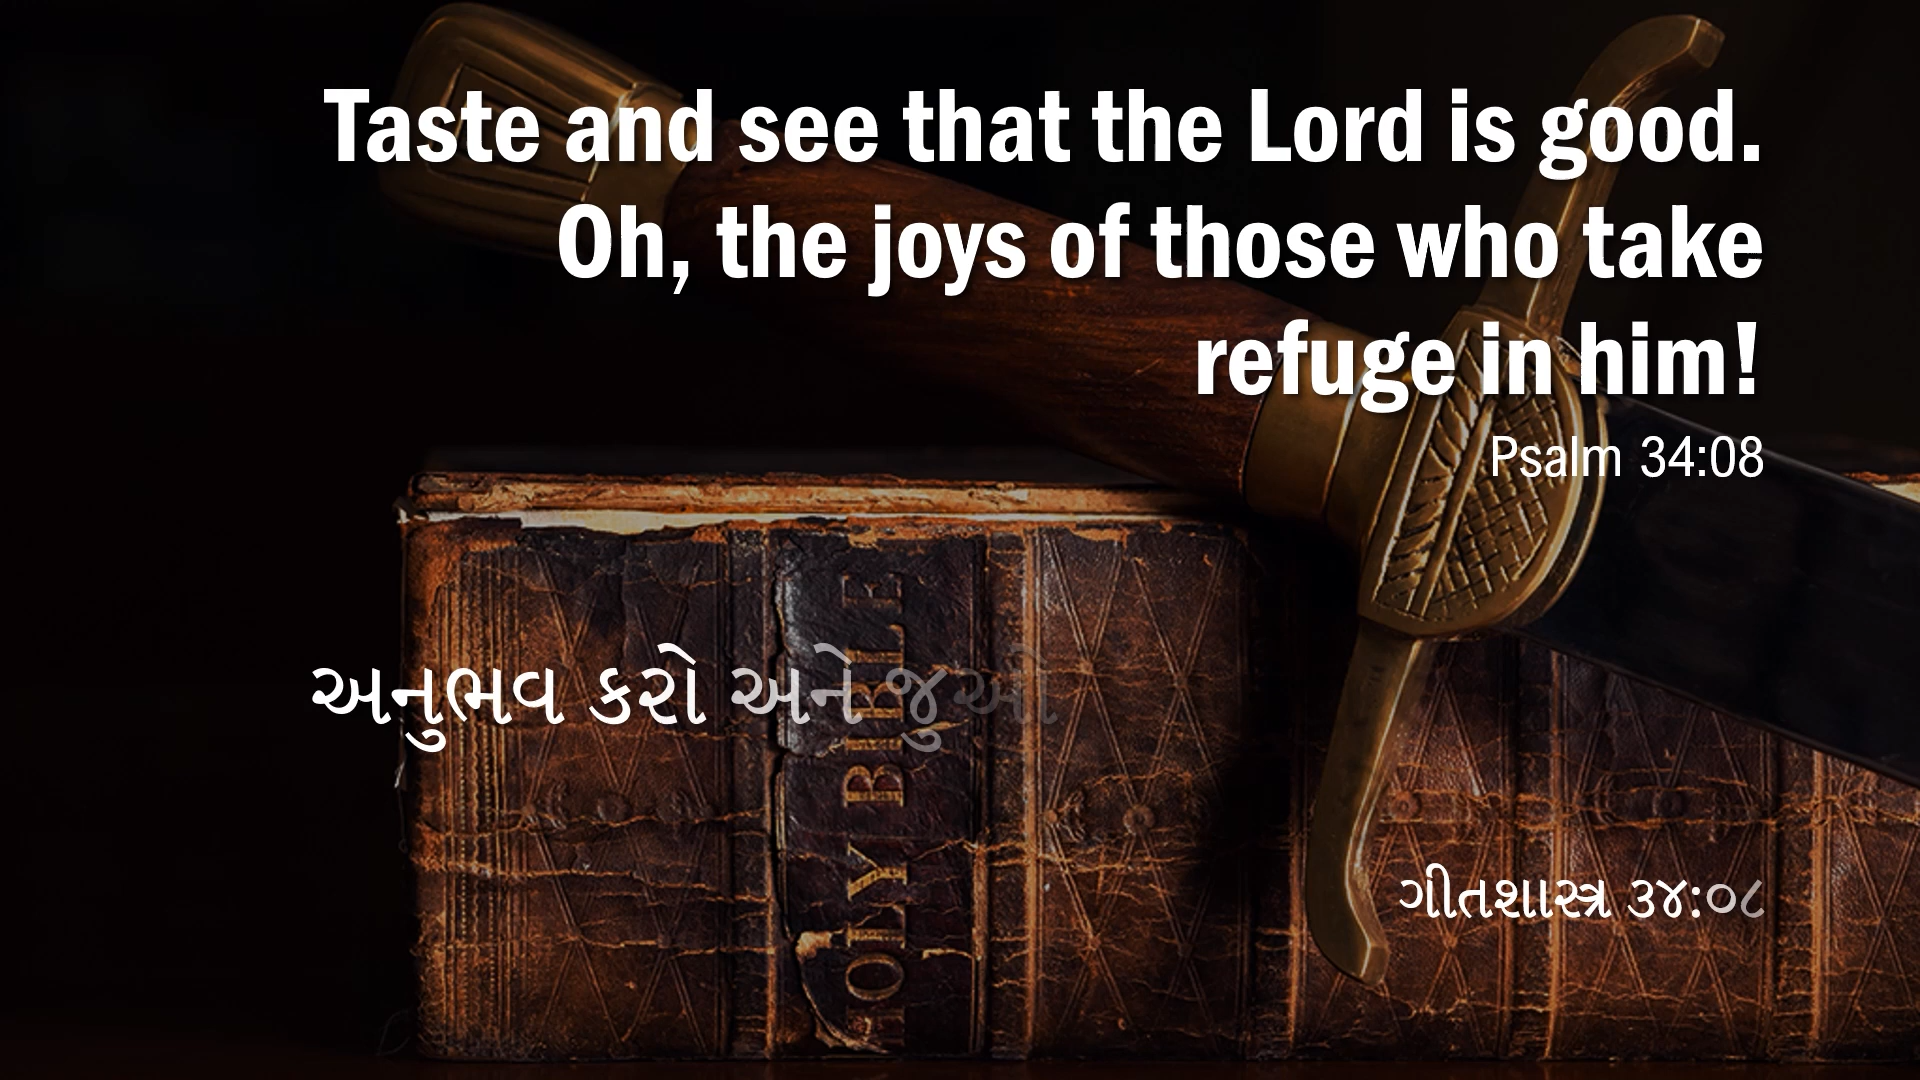 Taste and see that the Lord is good.
Oh, the joys of those who take
refuge in him!
Psalm 34:08
અનુભવ કરો અને જુઓ
ગીતશાસ્ત્ર ૩૪:૦૮
HOLY BIBLE